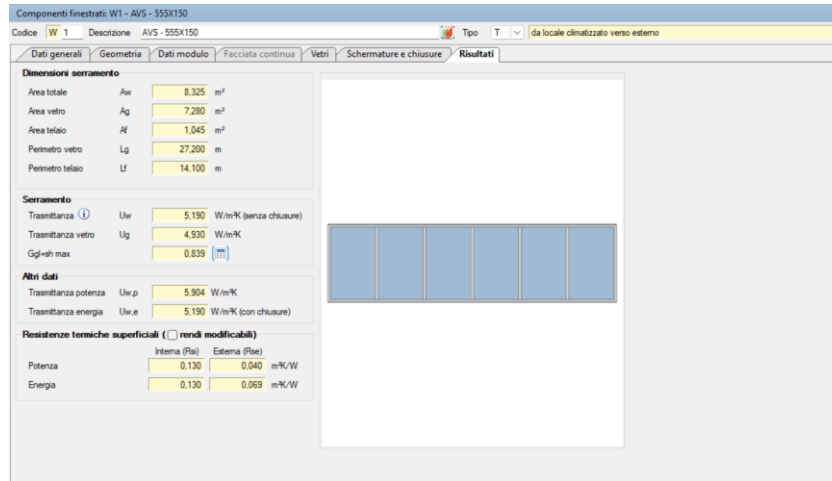 Componenti finestrati: W1 - AVS - 555X150
Codice W 1 Descrizione AVS - 555X150 Tipo T da locale climatizzato verso esterno
Dati generali Geometria Dati modulo Facciata continua Vetri Schermature e chiusure Risultati
Dimensioni serramento
Area totale Aw 8,325 m²
Area vetro Ag 7,280 m²
Area telaio Af 1,045 m²
Perimetro vetro Lg 27,200 m
Perimetro telaio Lf 14,100 m
Serramento
Trasmittanza i Uw 5,190 W/m²K (senza chiusure)
Trasmittanza vetro Ug 4,930 W/m²K
Ggl+sh max 0,839
Altri dati
Trasmittanza potenza Uw,p 5,904 W/m²K
Trasmittanza energia Uw,e 5,190 W/m²K (con chiusure)
Resistenze termiche superficiali ( rendi modificabili)
Interna (Rsi) Esterna (Rse)
Potenza 0,130 0,040 m²K/W
Energia 0,130 0,069 m²K/W